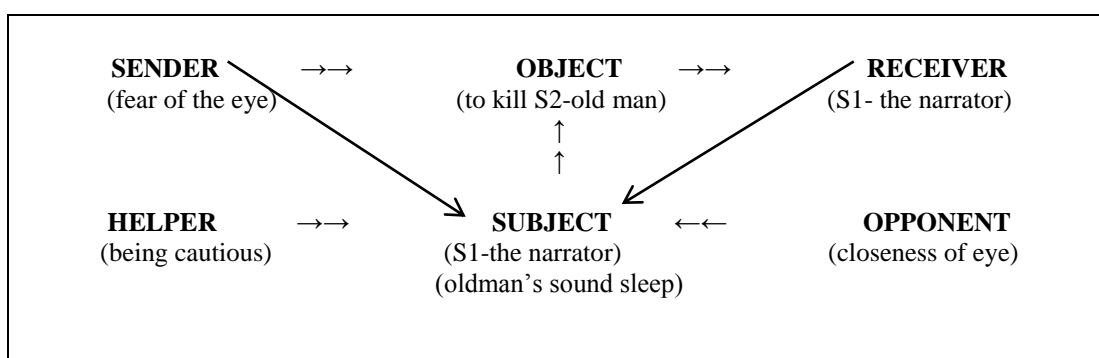 SENDER →→ OBJECT →→ RECEIVER
(fear of the eye) (to kill S2-old man) (S1- the narrator)
↑
↑
HELPER →→ SUBJECT ←← OPPONENT
(being cautious) (S1-the narrator) (closeness of eye)
(oldman’s sound sleep)